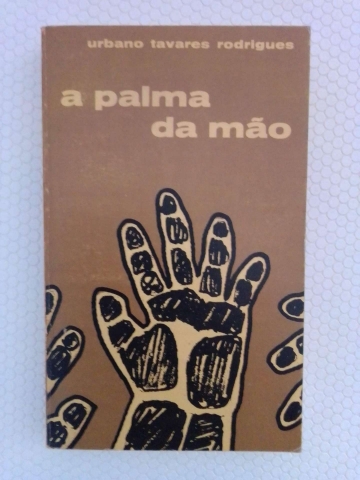 urbano tavares rodrigues
a palma
da mão